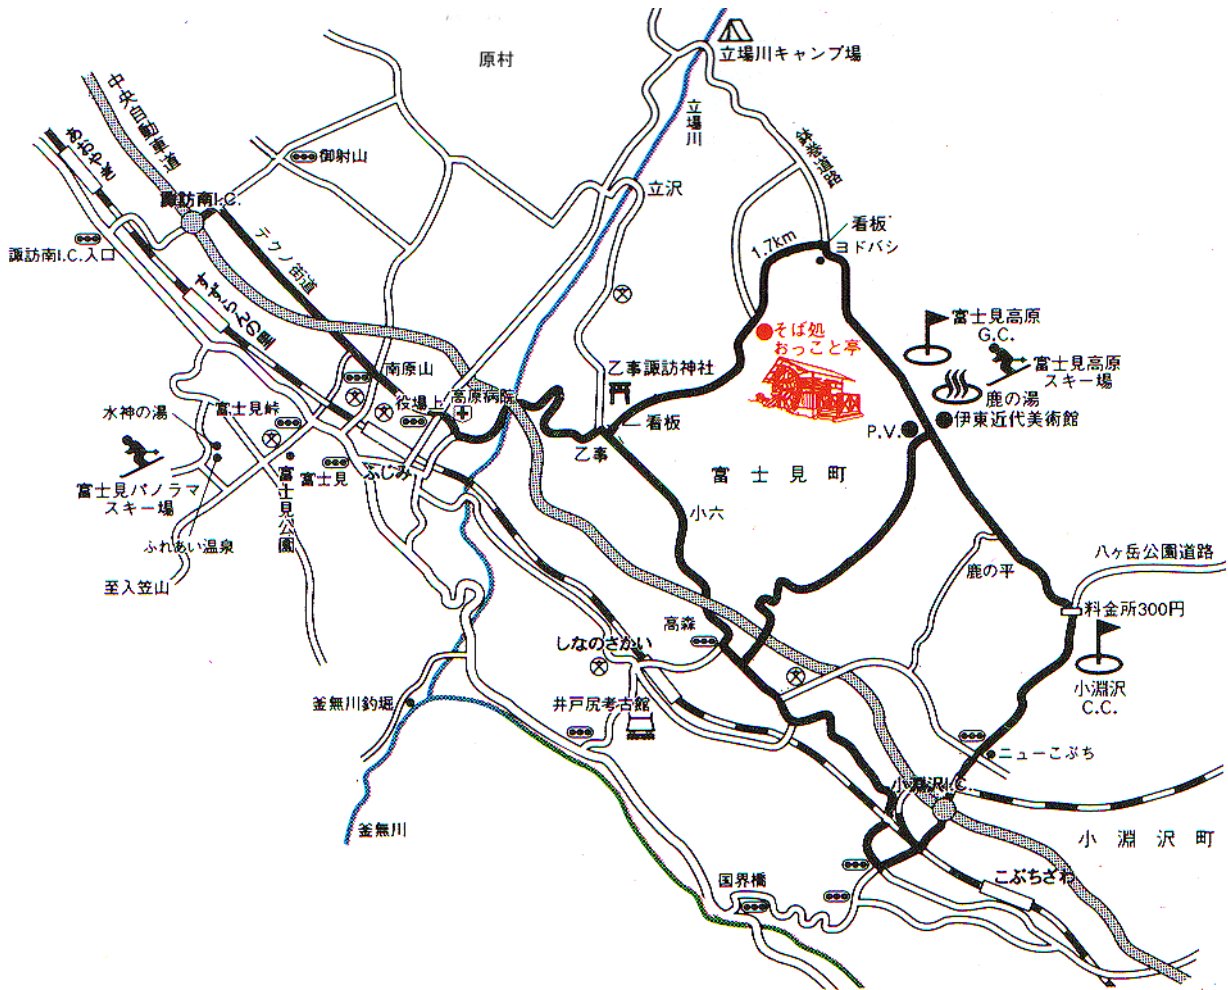 原村
立場川キャンプ場
中央自動車道
あおやぎ
立場川
鉢巻道路
御射山
立沢
諏訪南I.C.
諏訪南I.C.入口
テクノ街道
看板
ヨドバシ
1.7km
すずらんの里
そば処
おっこと亭
富士見高原
G.C.
富士見高原
スキー場
鹿の湯
伊東近代美術館
P.V.
南原山
乙事諏訪神社
水神の湯
富士見峠
役場上
高原病院
看板
乙事
富士見町
富士見パノラマ
スキー場
富士見公園
富士見
ふじみ
小六
ふれあい温泉
至入笠山
鹿の平
八ヶ岳公園道路
料金所300円
高森
しなのさかい
小淵沢
C.C.
釜無川釣堀
井戸尻考古館
ニューこぶち
小淵沢I.C.
釜無川
小淵沢町
国界橋
こぶちざわ